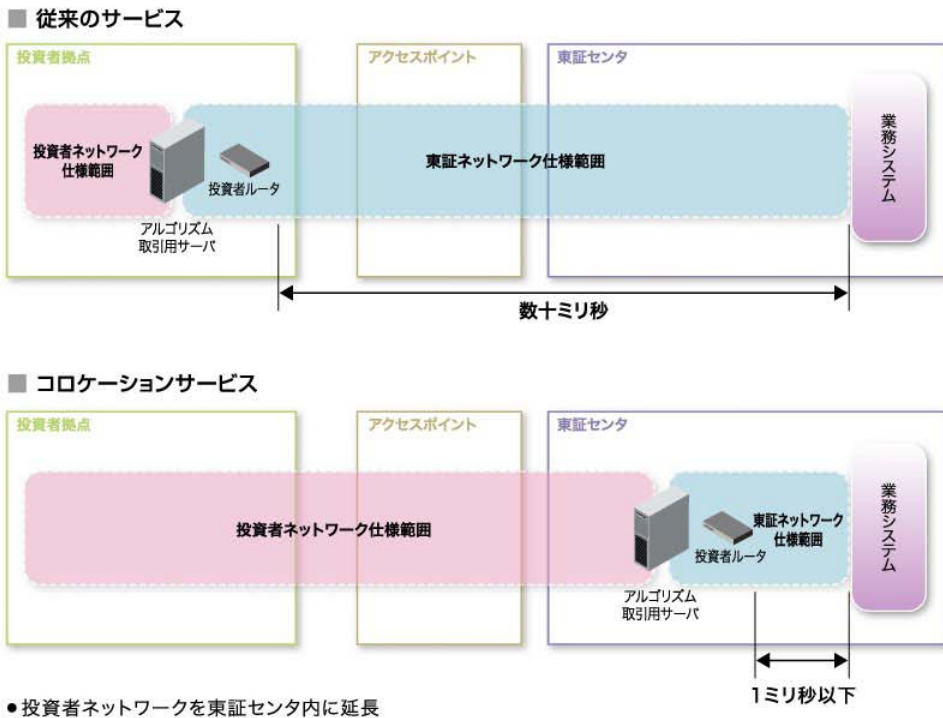 ■ 従来のサービス
投資者拠点
アクセスポイント
東証センタ
投資者ネットワーク
仕様範囲
投資者ルータ
アルゴリズム
取引用サーバ
東証ネットワーク仕様範囲
業務システム
数十ミリ秒
■ コロケーションサービス
投資者拠点
アクセスポイント
東証センタ
投資者ネットワーク仕様範囲
アルゴリズム
取引用サーバ
投資者ルータ
東証ネットワーク
仕様範囲
業務システム
1ミリ秒以下
●投資者ネットワークを東証センタ内に延長